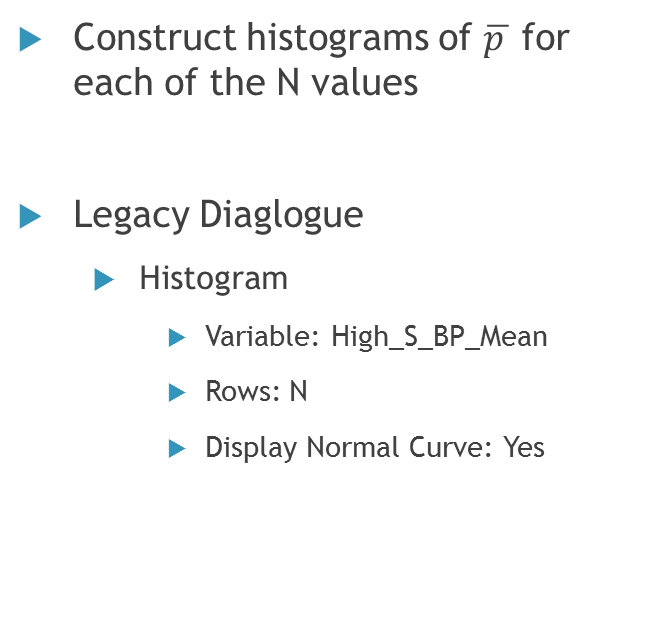 Construct histograms of p̅ for
each of the N values
Legacy Diaglogue
Histogram
Variable: High_S_BP_Mean
Rows: N
Display Normal Curve: Yes